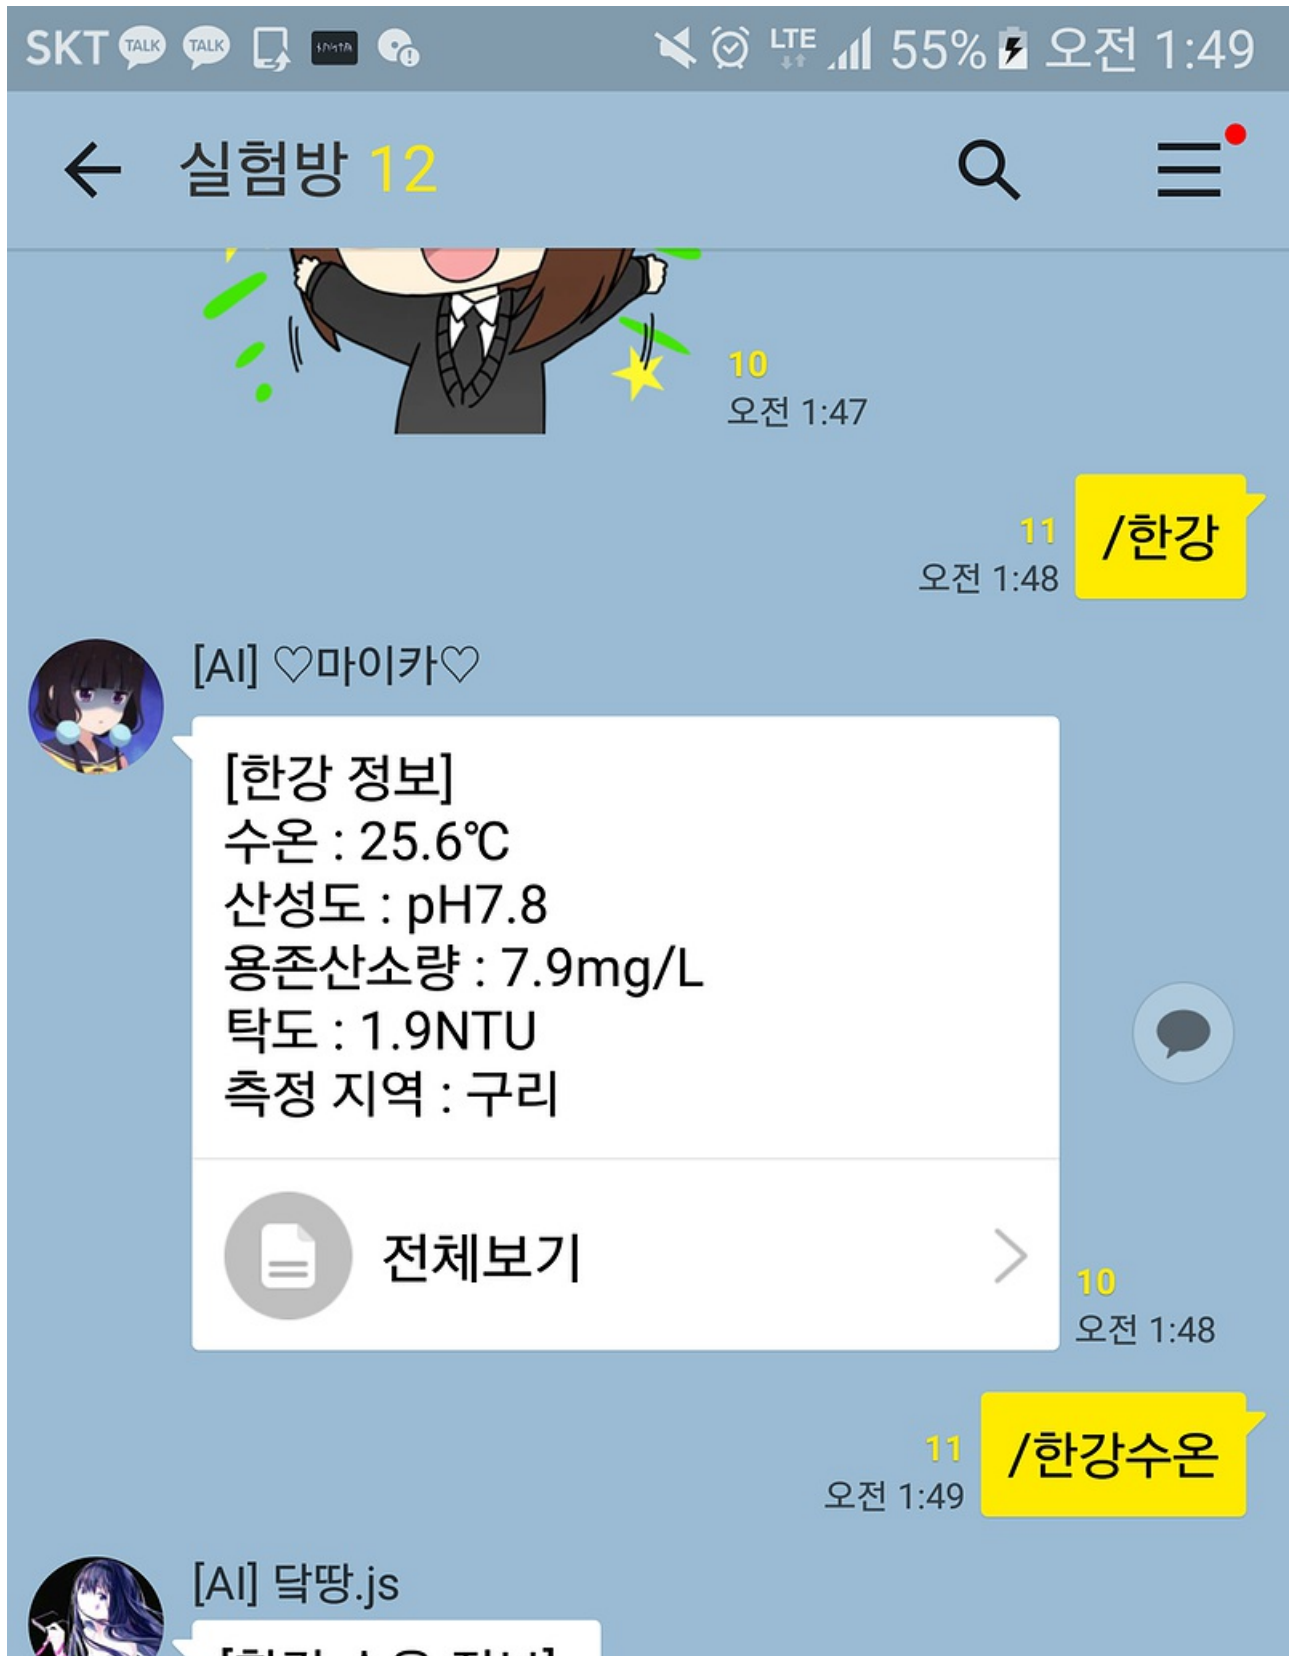 SKT TALK TALK LTE 55% 오전 1:49
실험방 12
10
오전 1:47
11
오전 1:48
/한강
[AI] ♡마이카♡
[한강 정보]
수온 : 25.6℃
산성도 : pH7.8
용존산소량 : 7.9mg/L
탁도 : 1.9NTU
측정 지역 : 구리
전체보기
10
오전 1:48
11
오전 1:49
/한강수온
[AI] 닼땅.js